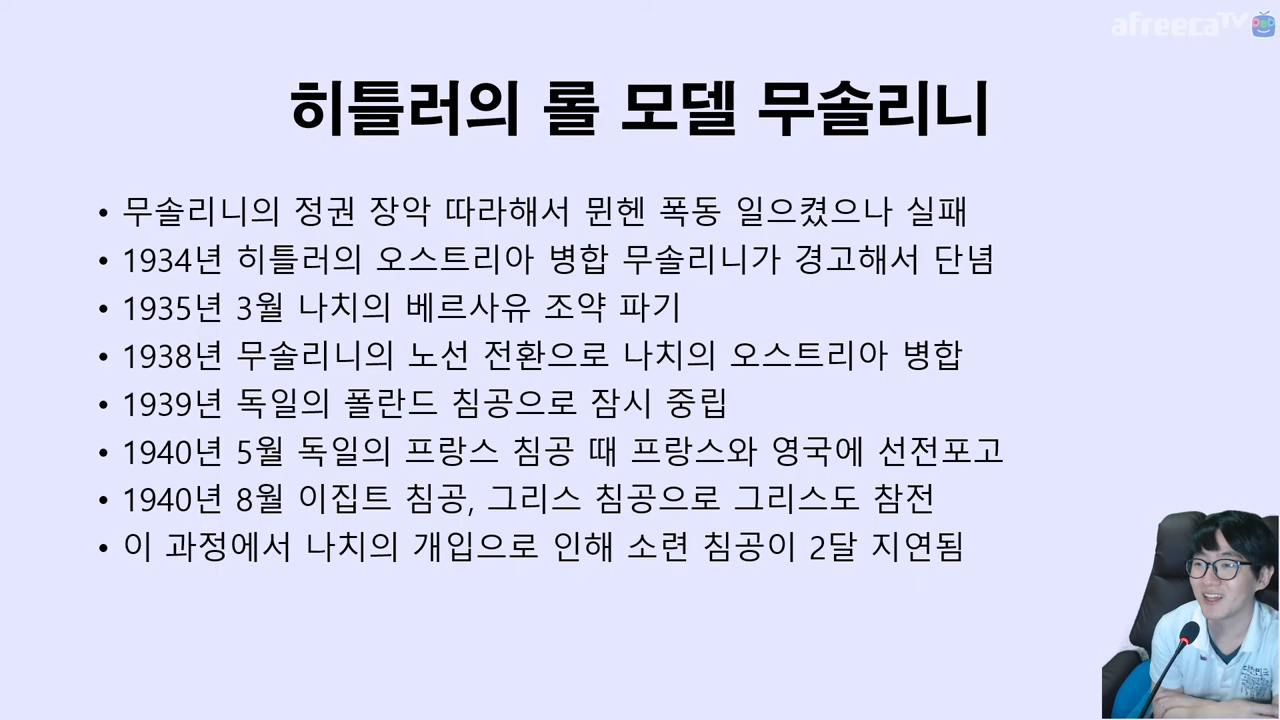 afreecaTV
히틀러의 롤 모델 무솔리니
• 무솔리니의 정권 장악 따라해서 뮌헨 폭동 일으켰으나 실패
• 1934년 히틀러의 오스트리아 병합 무솔리니가 경고해서 단념
• 1935년 3월 나치의 베르사유 조약 파기
• 1938년 무솔리니의 노선 전환으로 나치의 오스트리아 병합
• 1939년 독일의 폴란드 침공으로 잠시 중립
• 1940년 5월 독일의 프랑스 침공 때 프랑스와 영국에 선전포고
• 1940년 8월 이집트 침공, 그리스 침공으로 그리스도 참전
• 이 과정에서 나치의 개입으로 인해 소련 침공이 2달 지연됨